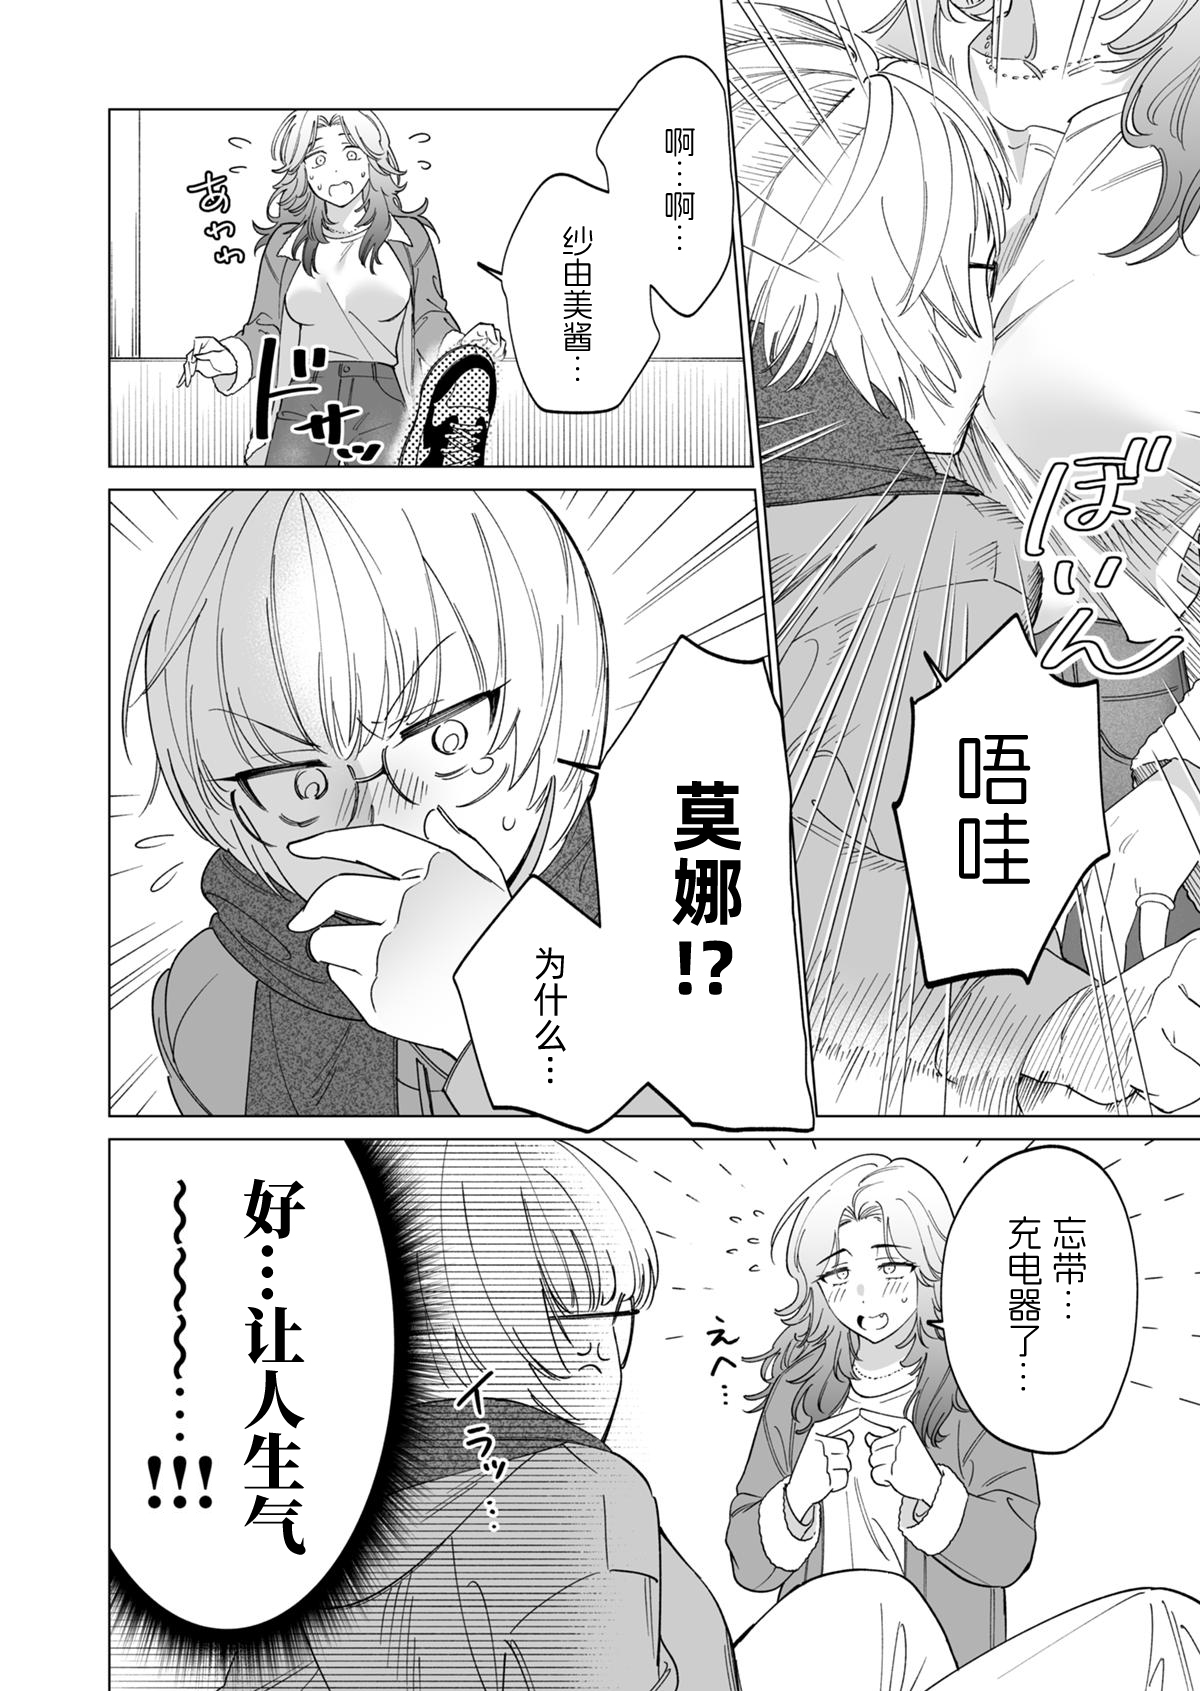 ぼいん
唔哇
啊…啊…
纱由美酱…
あわわ
ドサッ
莫娜!?
为什么…
忘带…
充电器了…
えへ…
イラッ…
好…让人生气
～～～～～～…!!!